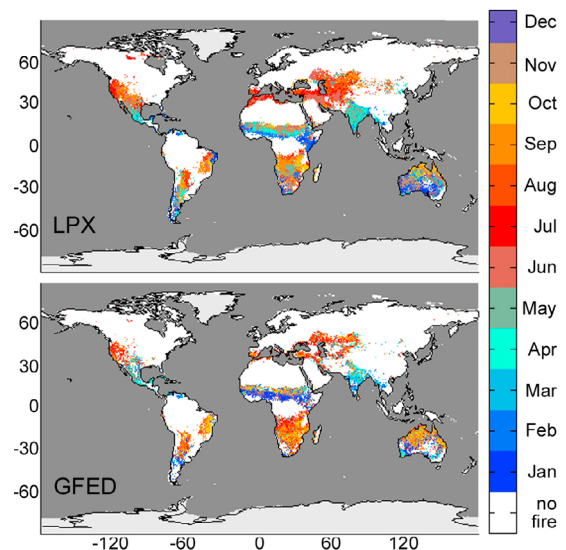 60
30
0
-30
-60
LPX
60
30
0
-30
-60
GFED
-120 -60 0 60 120
Dec
Nov
Oct
Sep
Aug
Jul
Jun
May
Apr
Mar
Feb
Jan
no
fire